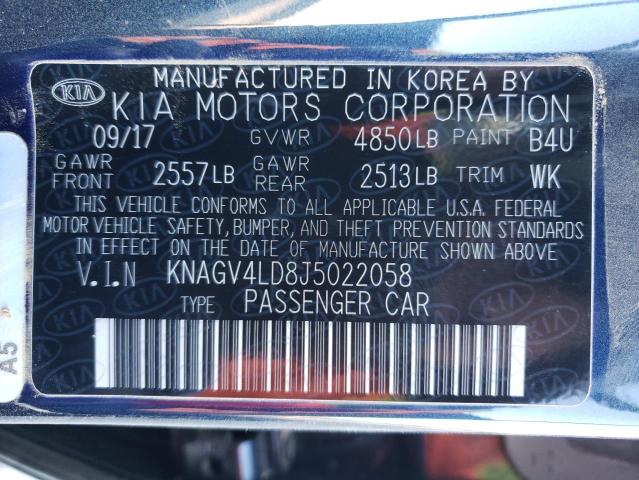 MANUFACTURED IN KOREA BY
KIA KIA MOTORS CORPORATION
09/17 GVWR 4850LB PAINT B4U
GAWR FRONT 2557LB GAWR REAR 2513LB TRIM WK
THIS VEHICLE CONFORMS TO ALL APPLICABLE U.S.A. FEDERAL
MOTOR VEHICLE SAFETY, BUMPER, AND THEFT PREVENTION STANDARDS
IN EFFECT ON THE DATE OF MANUFACTURE SHOWN ABOVE
V.I.N KNAGV4LD8J5022058
TYPE PASSENGER CAR
A5